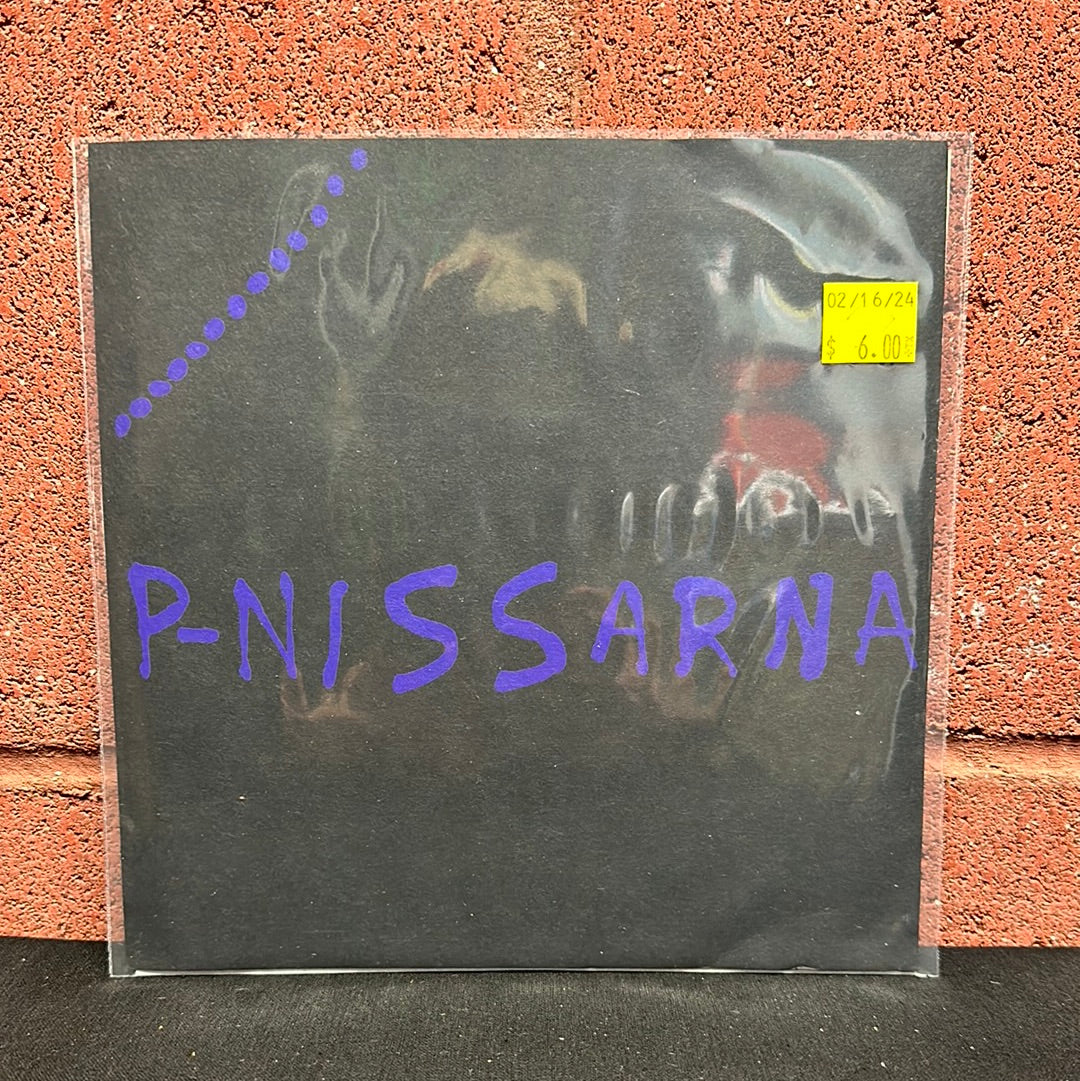 02/16/24
$ 6.00
P-NISSARNA